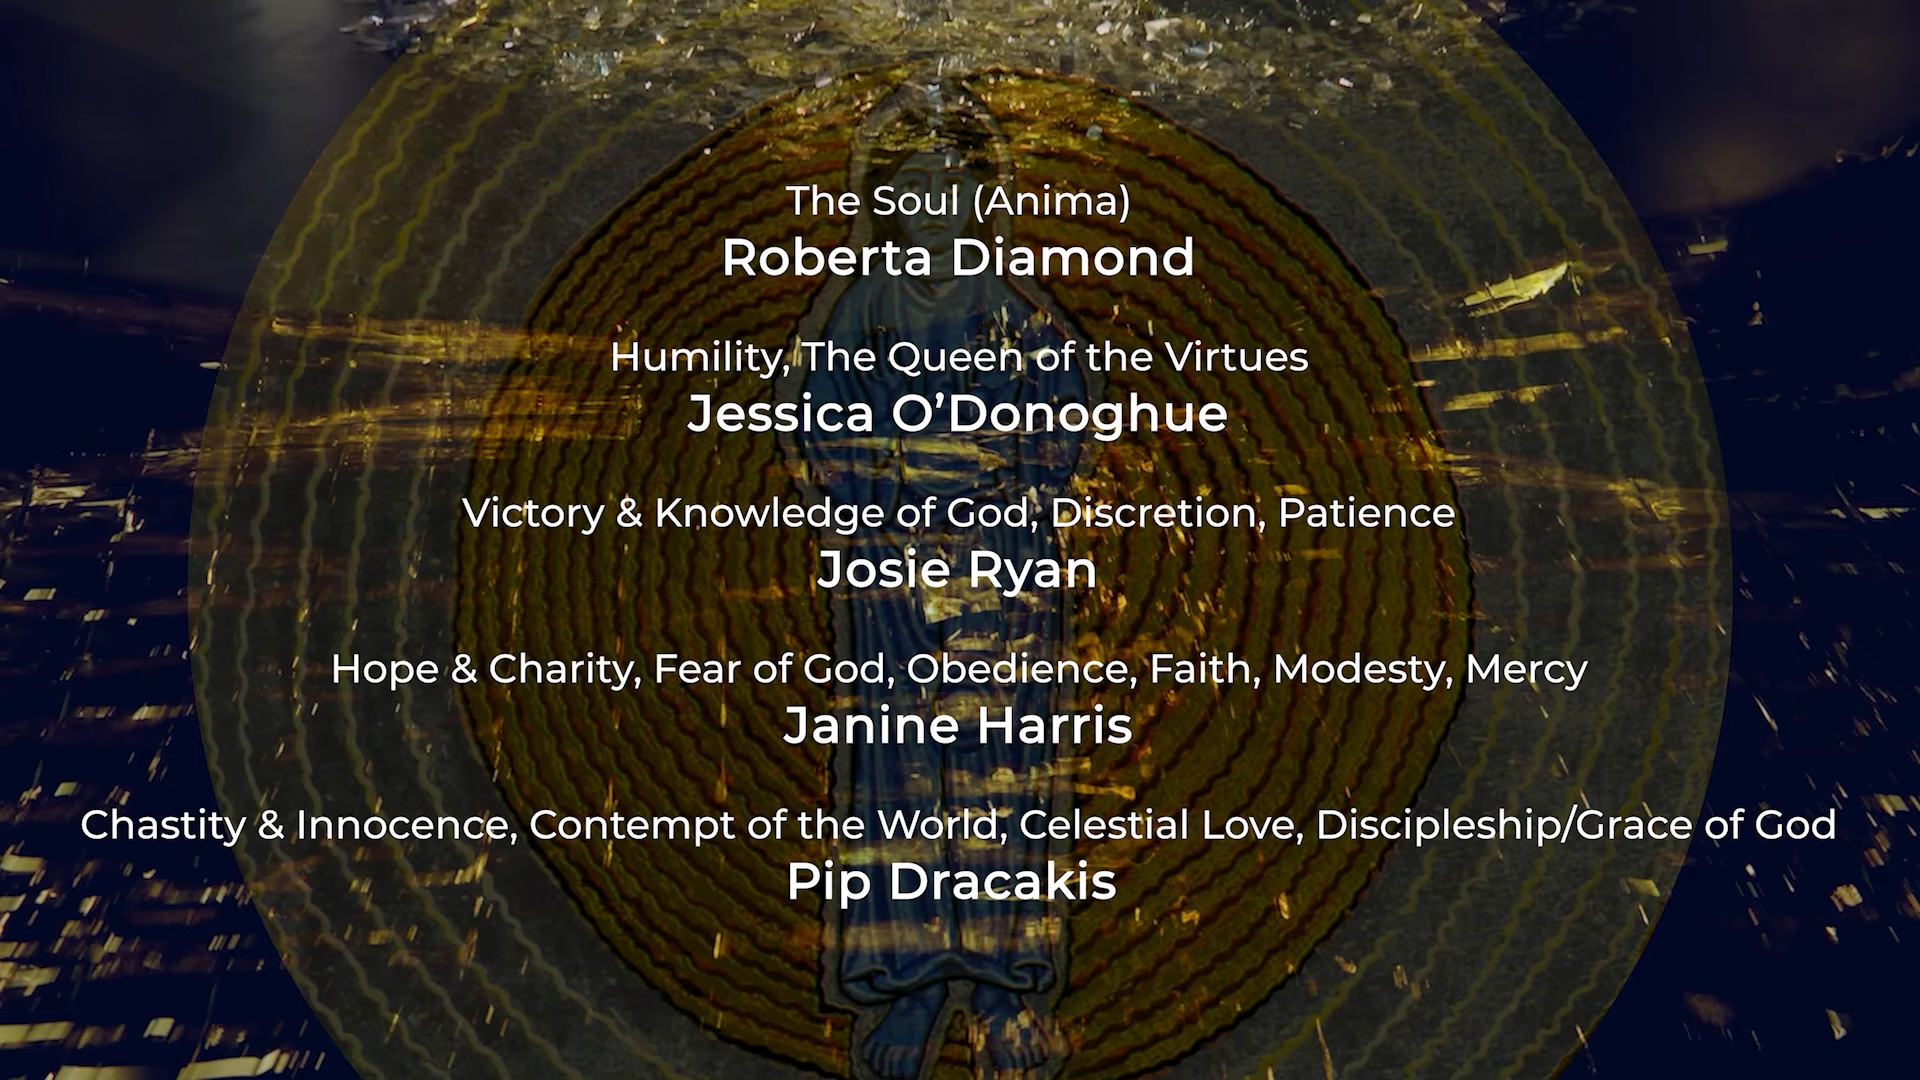 The Soul (Anima)
Roberta Diamond
Humility, The Queen of the Virtues
Jessica O’Donoghue
Victory & Knowledge of God, Discretion, Patience
Josie Ryan
Hope & Charity, Fear of God, Obedience, Faith, Modesty, Mercy
Janine Harris
Chastity & Innocence, Contempt of the World, Celestial Love, Discipleship/Grace of God
Pip Dracakis